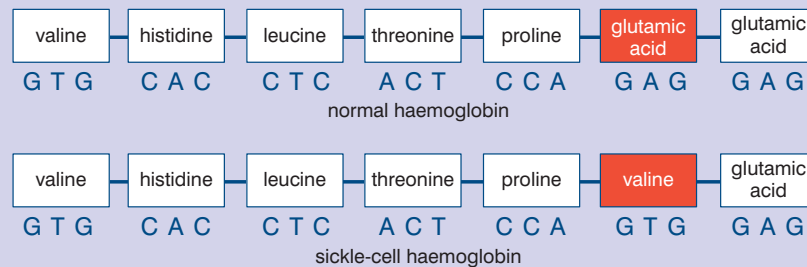 valine histidine leucine threonine proline glutamic acid glutamic acid
G T G C A C C T C A C T C C A G A G G A G
normal haemoglobin
valine histidine leucine threonine proline valine glutamic acid
G T G C A C C T C A C T C C A G T G G A G
sickle-cell haemoglobin